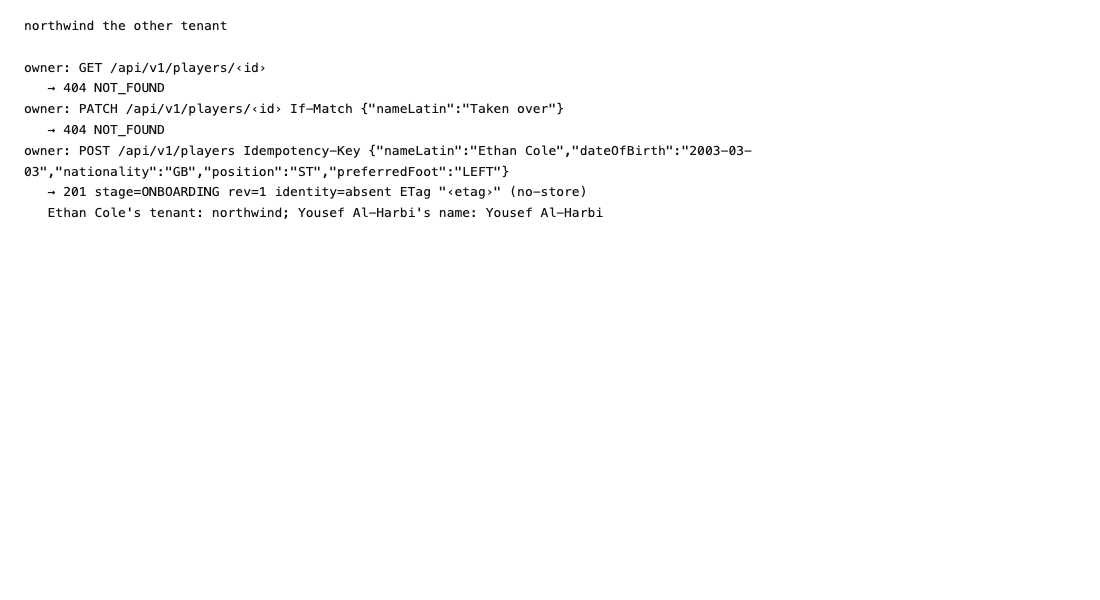 northwind the other tenant
owner: GET /api/v1/players/‹id›
→ 404 NOT_FOUND
owner: PATCH /api/v1/players/‹id› If-Match {"nameLatin":"Taken over"}
→ 404 NOT_FOUND
owner: POST /api/v1/players Idempotency-Key {"nameLatin":"Ethan Cole","dateOfBirth":"2003-03-
03","nationality":"GB","position":"ST","preferredFoot":"LEFT"}
→ 201 stage=ONBOARDING rev=1 identity=absent ETag "‹etag›" (no-store)
Ethan Cole's tenant: northwind; Yousef Al-Harbi's name: Yousef Al-Harbi